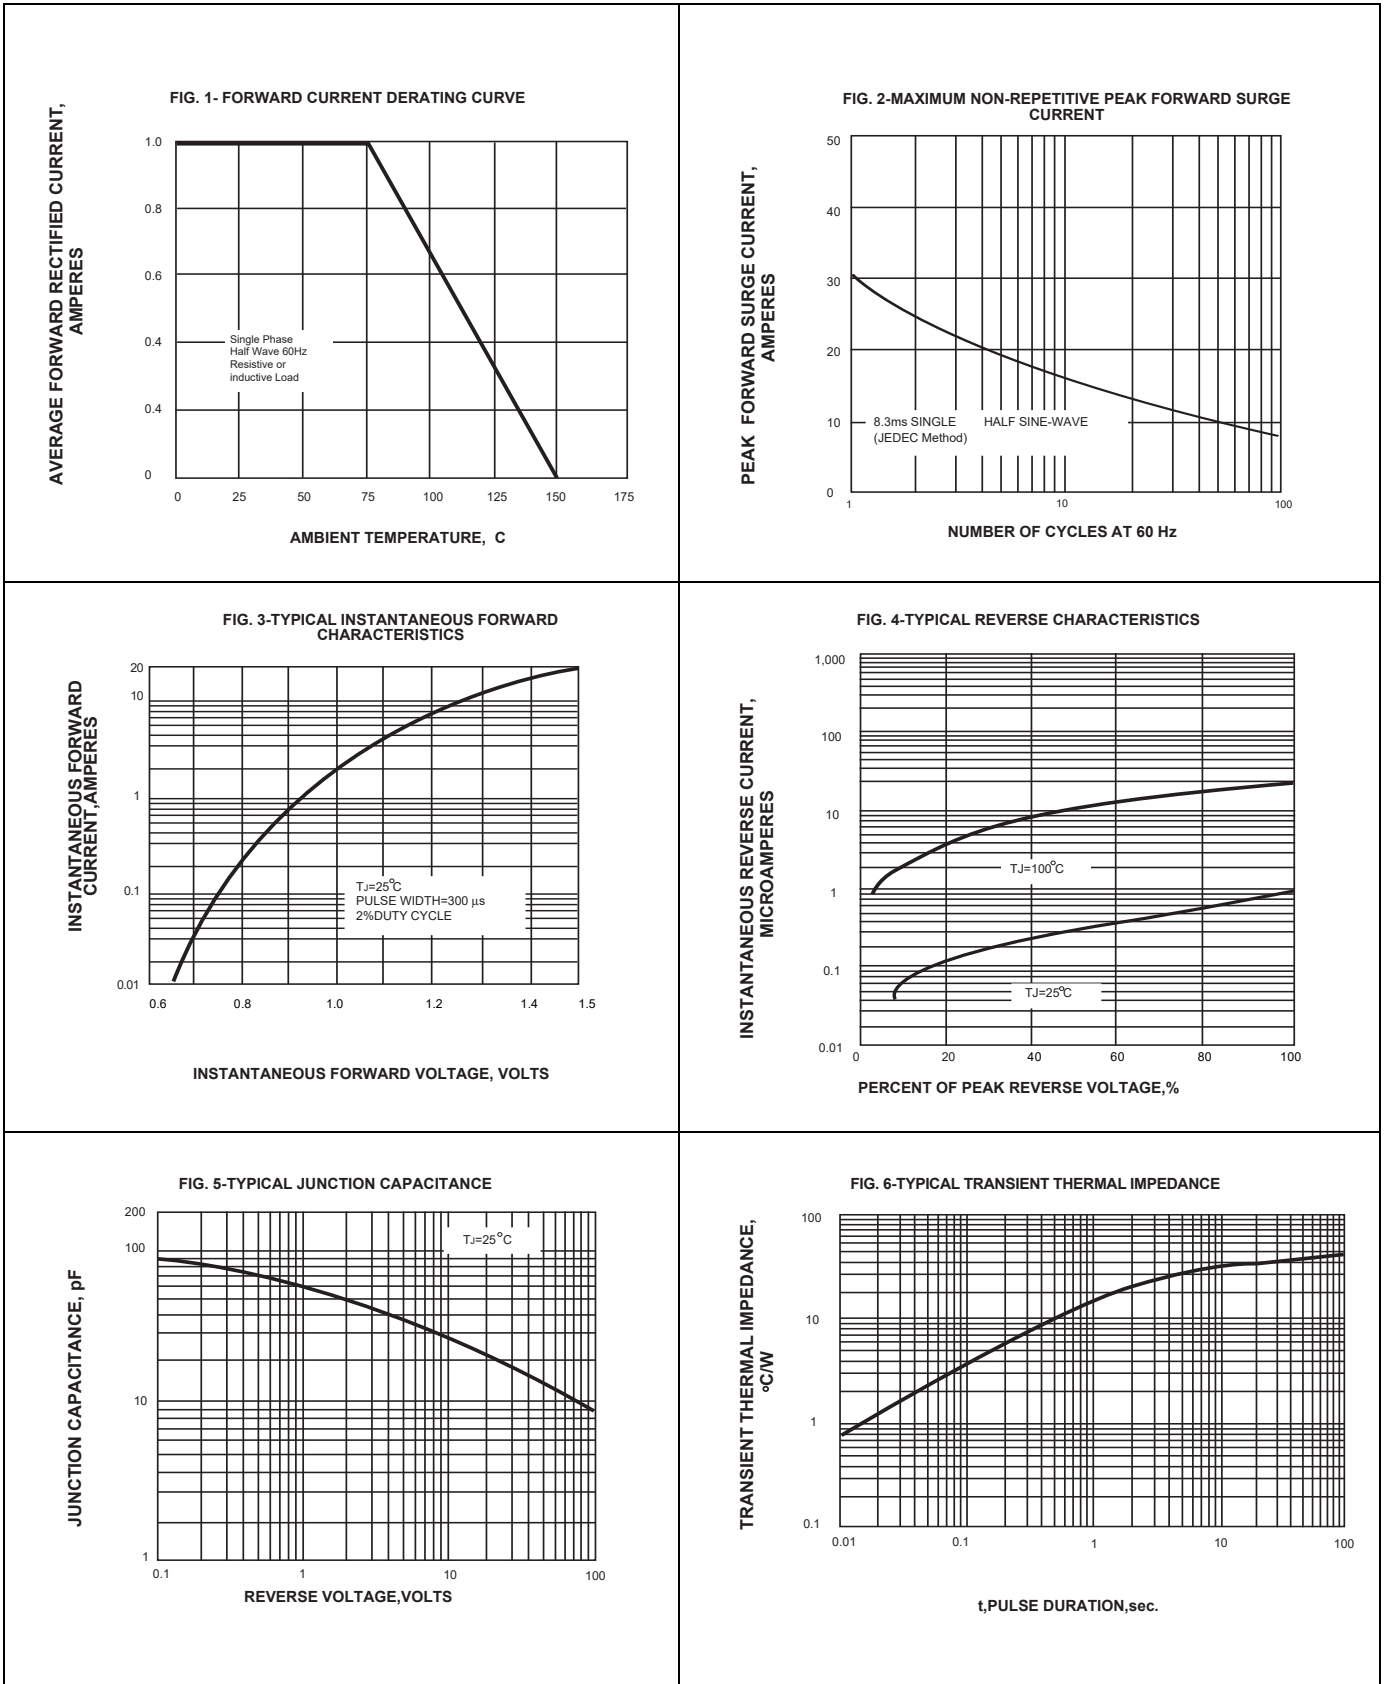 FIG. 1- FORWARD CURRENT DERATING CURVE
AVERAGE FORWARD RECTIFIED CURRENT,
AMPERES
1.0
0.8
0.6
0.4
0.4
0
Single Phase
Half Wave 60Hz
Resistive or
inductive Load
0 25 50 75 100 125 150 175
AMBIENT TEMPERATURE, C
FIG. 2-MAXIMUM NON-REPETITIVE PEAK FORWARD SURGE
CURRENT
PEAK FORWARD SURGE CURRENT,
AMPERES
50
40
30
20
10
0
8.3ms SINGLE HALF SINE-WAVE
(JEDEC Method)
1 10 100
NUMBER OF CYCLES AT 60 Hz
FIG. 3-TYPICAL INSTANTANEOUS FORWARD
CHARACTERISTICS
INSTANTANEOUS FORWARD
CURRENT,AMPERES
20
10
1
0.1
0.01
TJ=25°C
PULSE WIDTH=300 µs
2%DUTY CYCLE
0.6 0.8 1.0 1.2 1.4 1.5
INSTANTANEOUS FORWARD VOLTAGE, VOLTS
FIG. 4-TYPICAL REVERSE CHARACTERISTICS
INSTANTANEOUS REVERSE CURRENT,
MICROAMPERES
1,000
100
10
1
0.1
0.01
TJ=100°C
TJ=25°C
0 20 40 60 80 100
PERCENT OF PEAK REVERSE VOLTAGE,%
FIG. 5-TYPICAL JUNCTION CAPACITANCE
JUNCTION CAPACITANCE, pF
200
100
10
1
TJ=25°C
0.1 1 10 100
REVERSE VOLTAGE,VOLTS
FIG. 6-TYPICAL TRANSIENT THERMAL IMPEDANCE
TRANSIENT THERMAL IMPEDANCE,
°C/W
100
10
1
0.1
0.01 0.1 1 10 100
t,PULSE DURATION,sec.